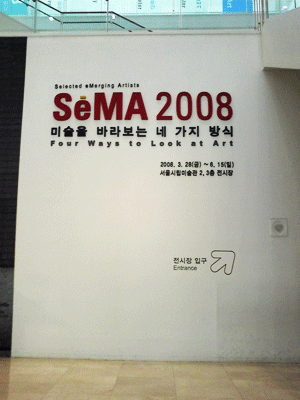 Selected eMerging Artists
SeMA 2008
미술을 바라보는 네 가지 방식
Four Ways to Look at Art
2008. 3. 28(금) ~ 6. 15(일)
서울시립미술관 2, 3층 전시장
전시장 입구
Entrance